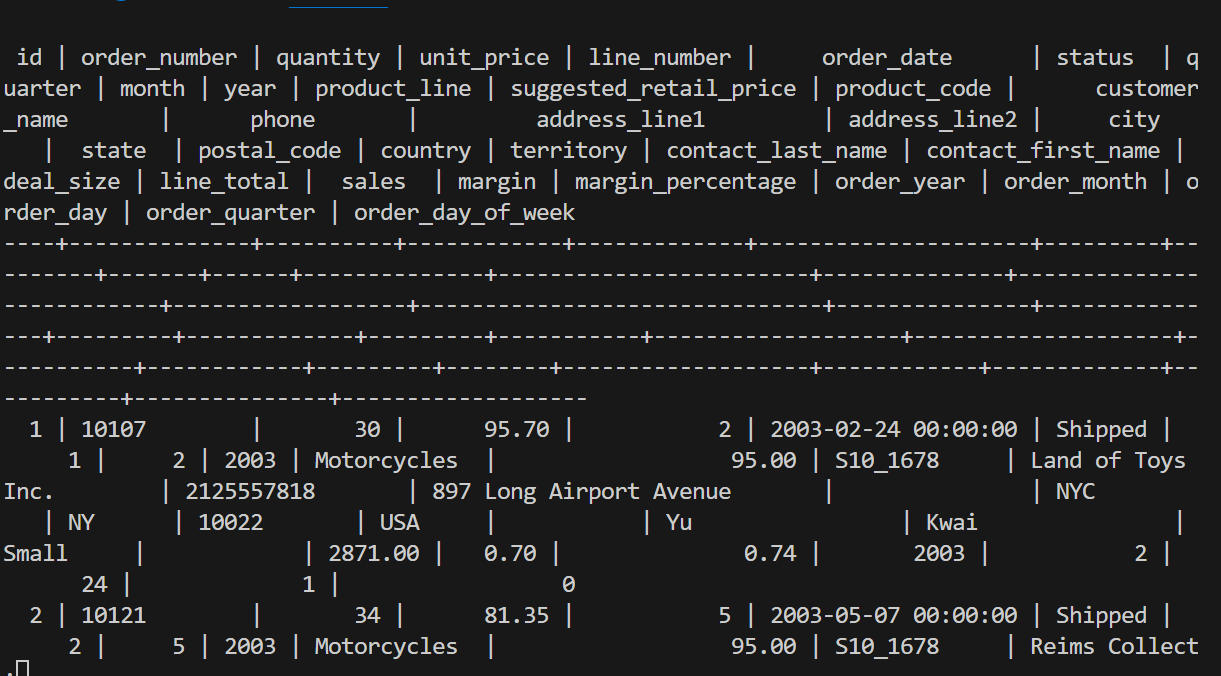 id | order_number | quantity | unit_price | line_number |     order_date      | status  | q
uarter | month | year | product_line | suggested_retail_price | product_code |      customer
_name       |      phone       |         address_line1         | address_line2 |     city
   |  state  | postal_code | country | territory | contact_last_name | contact_first_name |
deal_size | line_total |  sales  | margin | margin_percentage | order_year | order_month | o
rder_day | order_quarter | order_day_of_week
----+--------------+----------+------------+-------------+---------------------+---------+--
-------+-------+------+--------------+------------------------+--------------+--------------
------------+------------------+-------------------------------+---------------+------------
---+---------+-------------+---------+-----------+-------------------+--------------------+-
----------+------------+---------+--------+-------------------+------------+-------------+--
---------+---------------+-------------------
  1 | 10107        |       30 |      95.70 |           2 | 2003-02-24 00:00:00 | Shipped |
     1 |     2 | 2003 | Motorcycles  |                  95.00 | S10_1678     | Land of Toys
Inc.        | 2125557818       | 897 Long Airport Avenue       |               | NYC
   | NY      | 10022       | USA     |           | Yu                | Kwai               |
Small     |            | 2871.00 |   0.70 |              0.74 |       2003 |           2 |
      24 |             1 |                 0
  2 | 10121        |       34 |      81.35 |           5 | 2003-05-07 00:00:00 | Shipped |
     2 |     5 | 2003 | Motorcycles  |                  95.00 | S10_1678     | Reims Collect